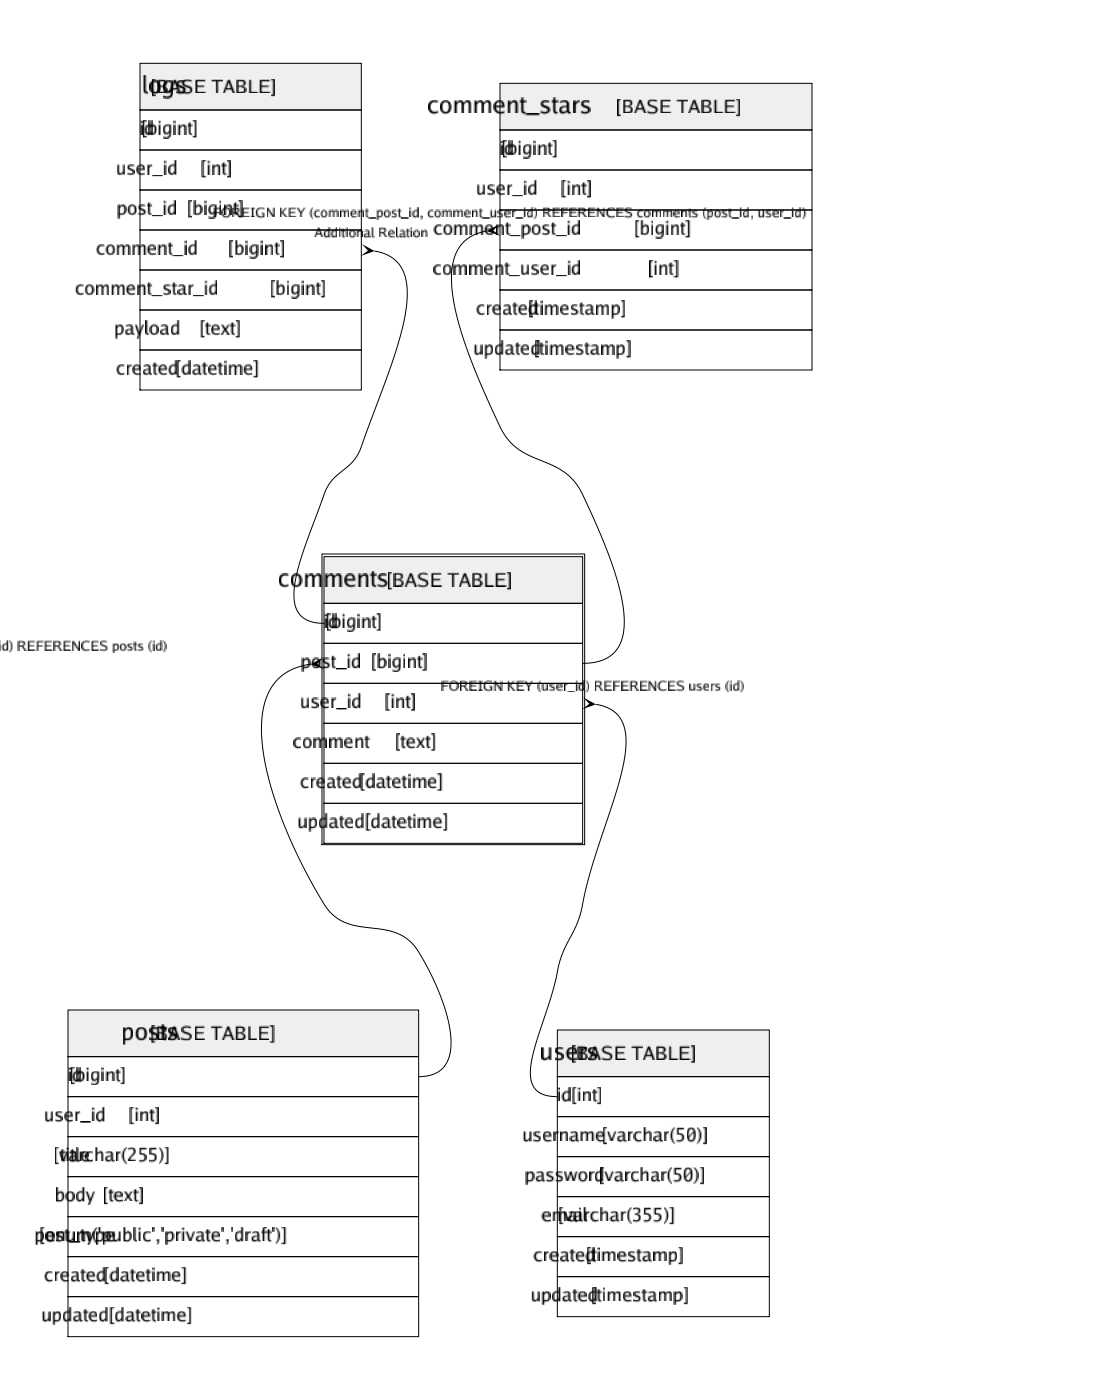 logs [BASE TABLE]
id [bigint]
user_id [int]
post_id [bigint]
comment_id [bigint]
comment_star_id [bigint]
payload [text]
created [datetime]
comment_stars [BASE TABLE]
id [bigint]
user_id [int]
FOREIGN KEY (comment_post_id, comment_user_id) REFERENCES comments (post_id, user_id)
comment_post_id [bigint]
Additional Relation
comment_user_id [int]
created [timestamp]
updated [timestamp]
comments [BASE TABLE]
id [bigint]
id) REFERENCES posts (id)
post_id [bigint]
FOREIGN KEY (user_id) REFERENCES users (id)
user_id [int]
comment [text]
created [datetime]
updated [datetime]
posts [BASE TABLE]
id [bigint]
user_id [int]
title [varchar(255)]
body [text]
post_type [enum('public','private','draft')]
created [datetime]
updated [datetime]
users [BASE TABLE]
id [int]
username [varchar(50)]
password [varchar(50)]
email [varchar(355)]
created [timestamp]
updated [timestamp]